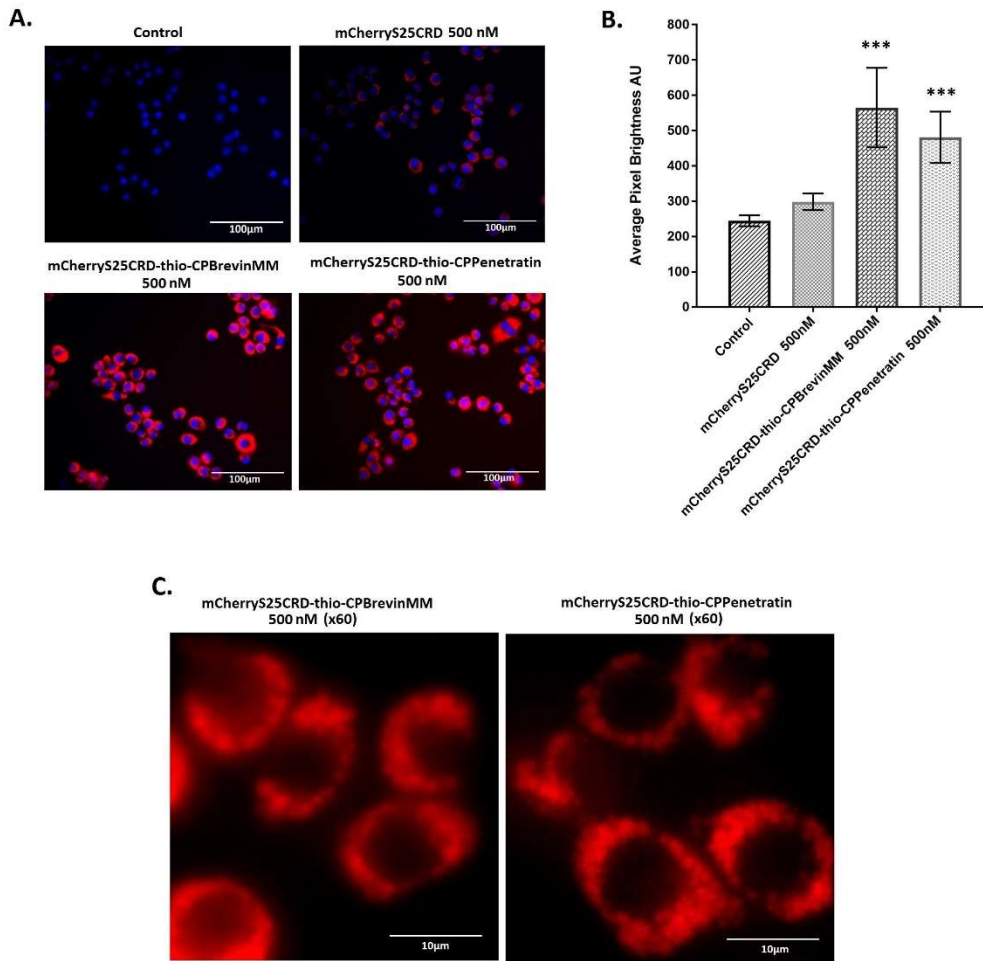 A.
Control
mCherryS25CRD 500 nM
100µm
100µm
mCherryS25CRD-thio-CPBrevinMM
500 nM
mCherryS25CRD-thio-CPPenetratin
500 nM
100µm
100µm
B.
Average Pixel Brightness AU
800
700
600
500
400
300
200
100
0
***
***
Control
mCherryS25CRD 500nM
mCherryS25CRD-thio-CPBrevinMM 500nM
mCherryS25CRD-thio-CPPenetratin 500nM
C.
mCherryS25CRD-thio-CPBrevinMM
500 nM (x60)
mCherryS25CRD-thio-CPPenetratin
500 nM (x60)
10µm
10µm